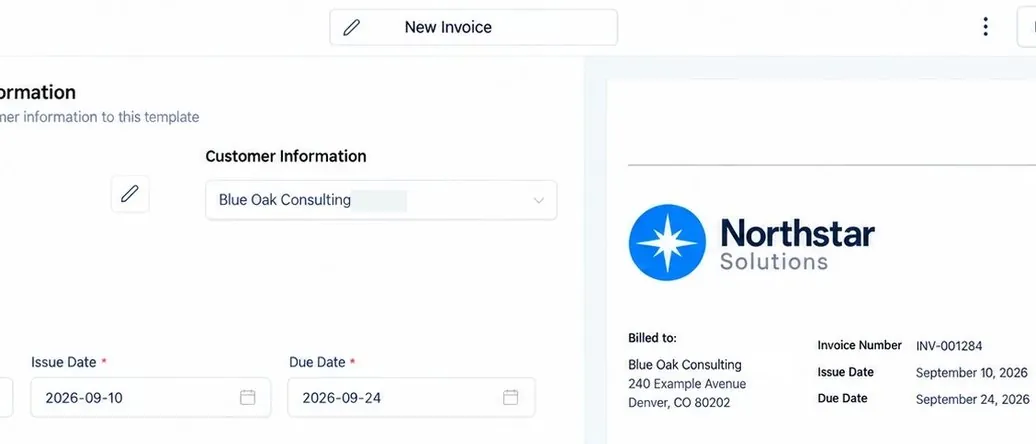 New Invoice
ormation
mer information to this template
Customer Information
Blue Oak Consulting
Issue Date *
Due Date *
2026-09-10
2026-09-24
Northstar
Solutions
Billed to:
Blue Oak Consulting
240 Example Avenue
Denver, CO 80202
Invoice Number INV-001284
Issue Date September 10, 2026
Due Date September 24, 2026